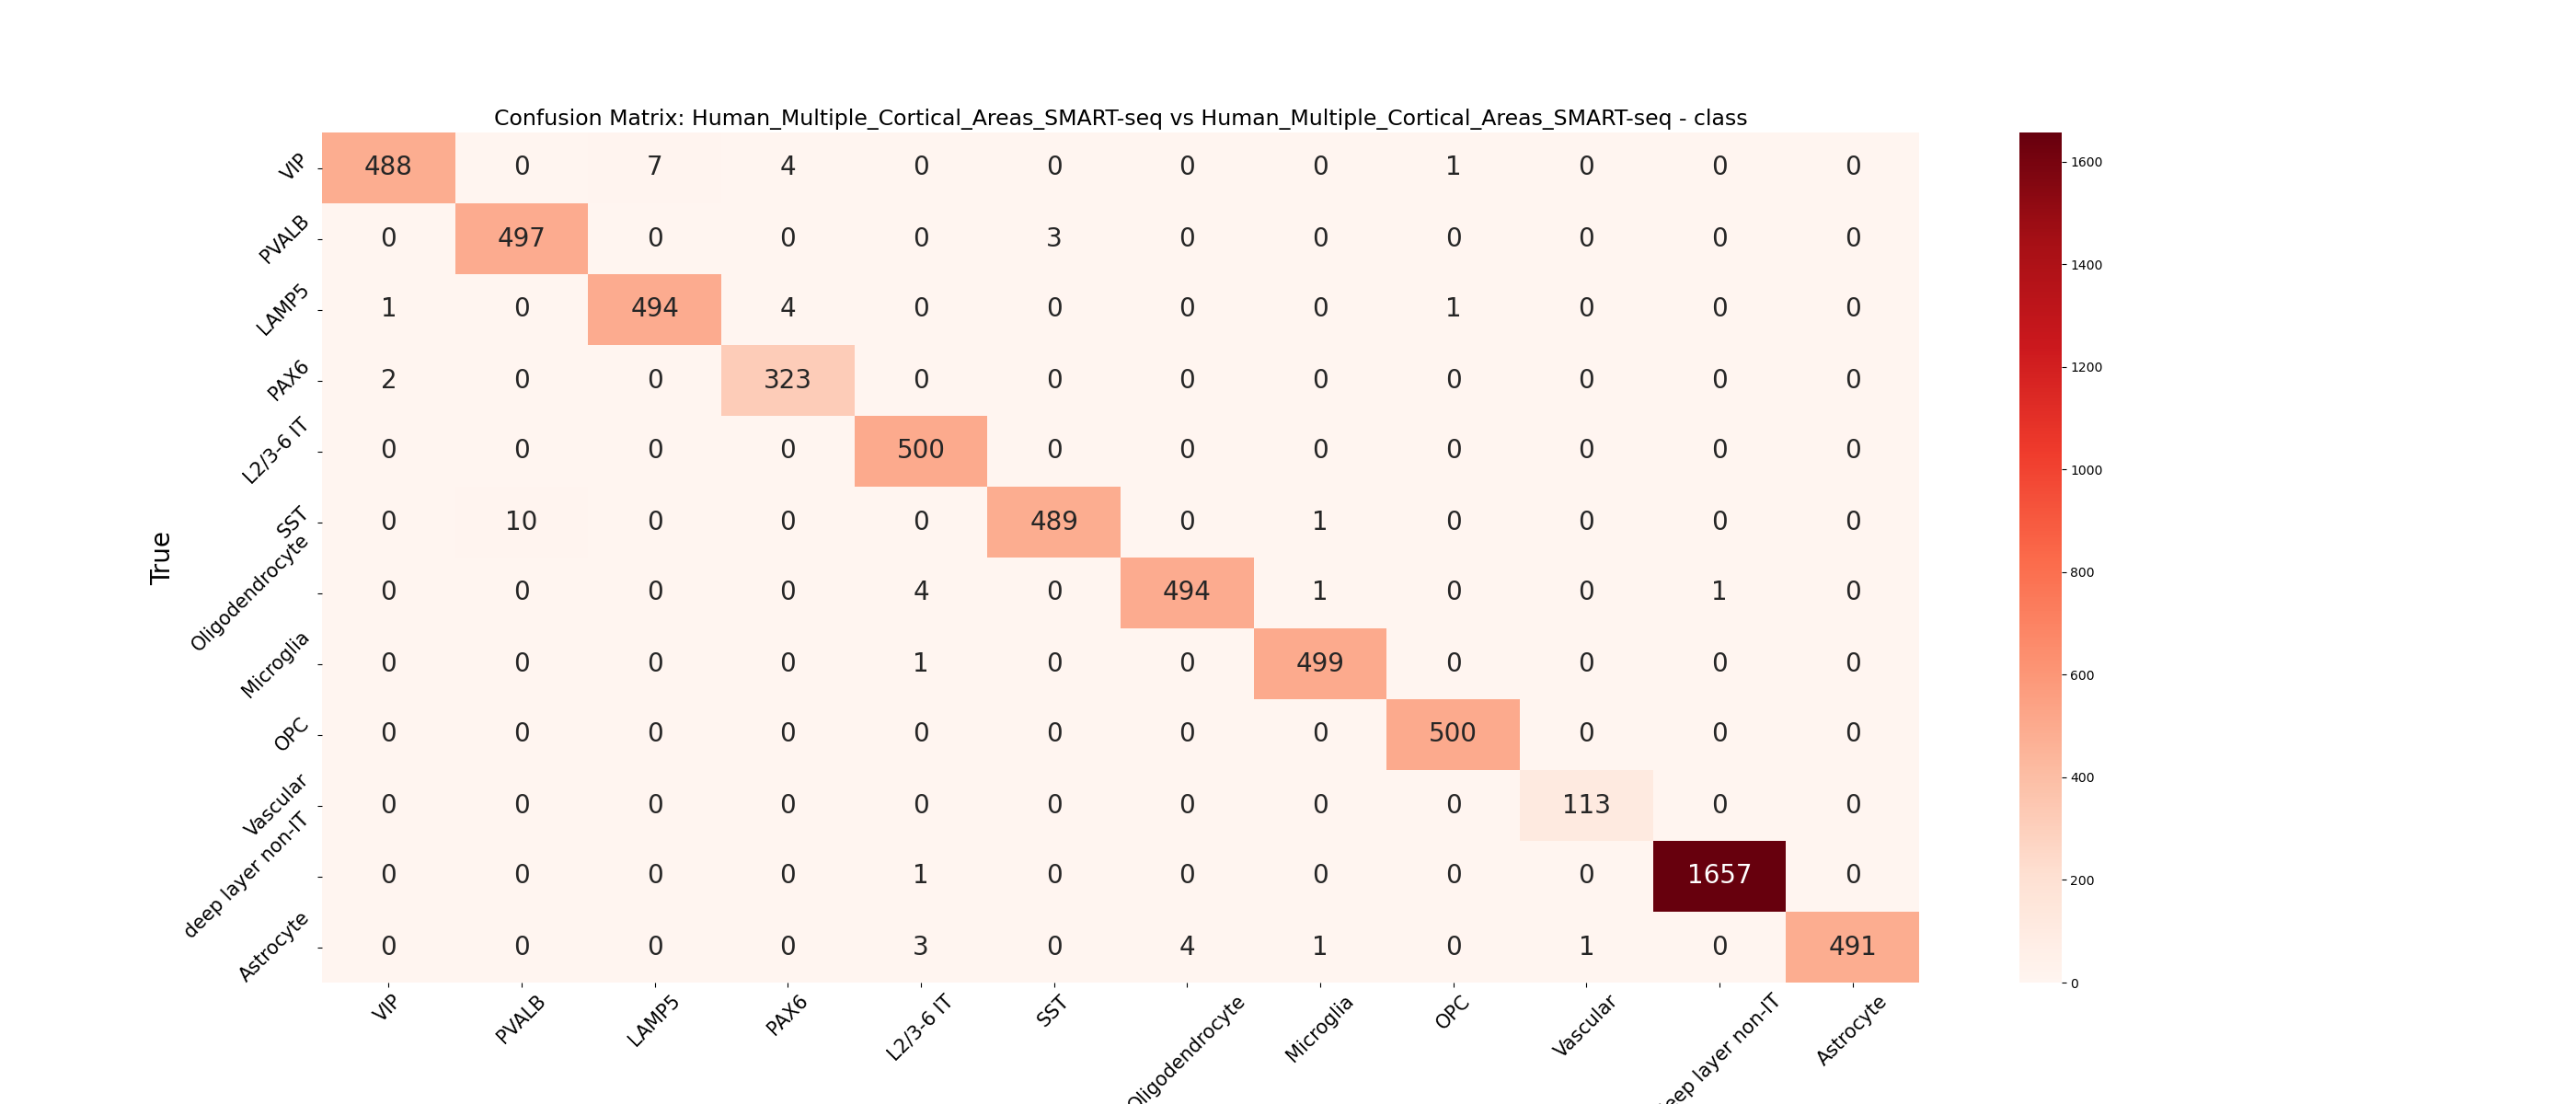 Confusion Matrix: Human_Multiple_Cortical_Areas_SMART-seq vs Human_Multiple_Cortical_Areas_SMART-seq - class
True
VIP 488 0 7 4 0 0 0 0 1 0 0 0
PVALB 0 497 0 0 0 3 0 0 0 0 0 0
LAMP5 1 0 494 4 0 0 0 0 1 0 0 0
PAX6 2 0 0 323 0 0 0 0 0 0 0 0
L2/3-6 IT 0 0 0 0 500 0 0 0 0 0 0 0
SST 0 10 0 0 0 489 0 1 0 0 0 0
Oligodendrocyte 0 0 0 0 4 0 494 1 0 0 1 0
Microglia 0 0 0 0 1 0 0 499 0 0 0 0
OPC 0 0 0 0 0 0 0 0 500 0 0 0
Vascular 0 0 0 0 0 0 0 0 0 113 0 0
deep layer non-IT 0 0 0 0 1 0 0 0 0 0 1657 0
Astrocyte 0 0 0 0 3 0 4 1 0 1 0 491
VIP PVALB LAMP5 PAX6 L2/3-6 IT SST Oligodendrocyte Microglia OPC Vascular eep layer non-IT Astrocyte
1600
1400
1200
1000
800
600
400
200
0